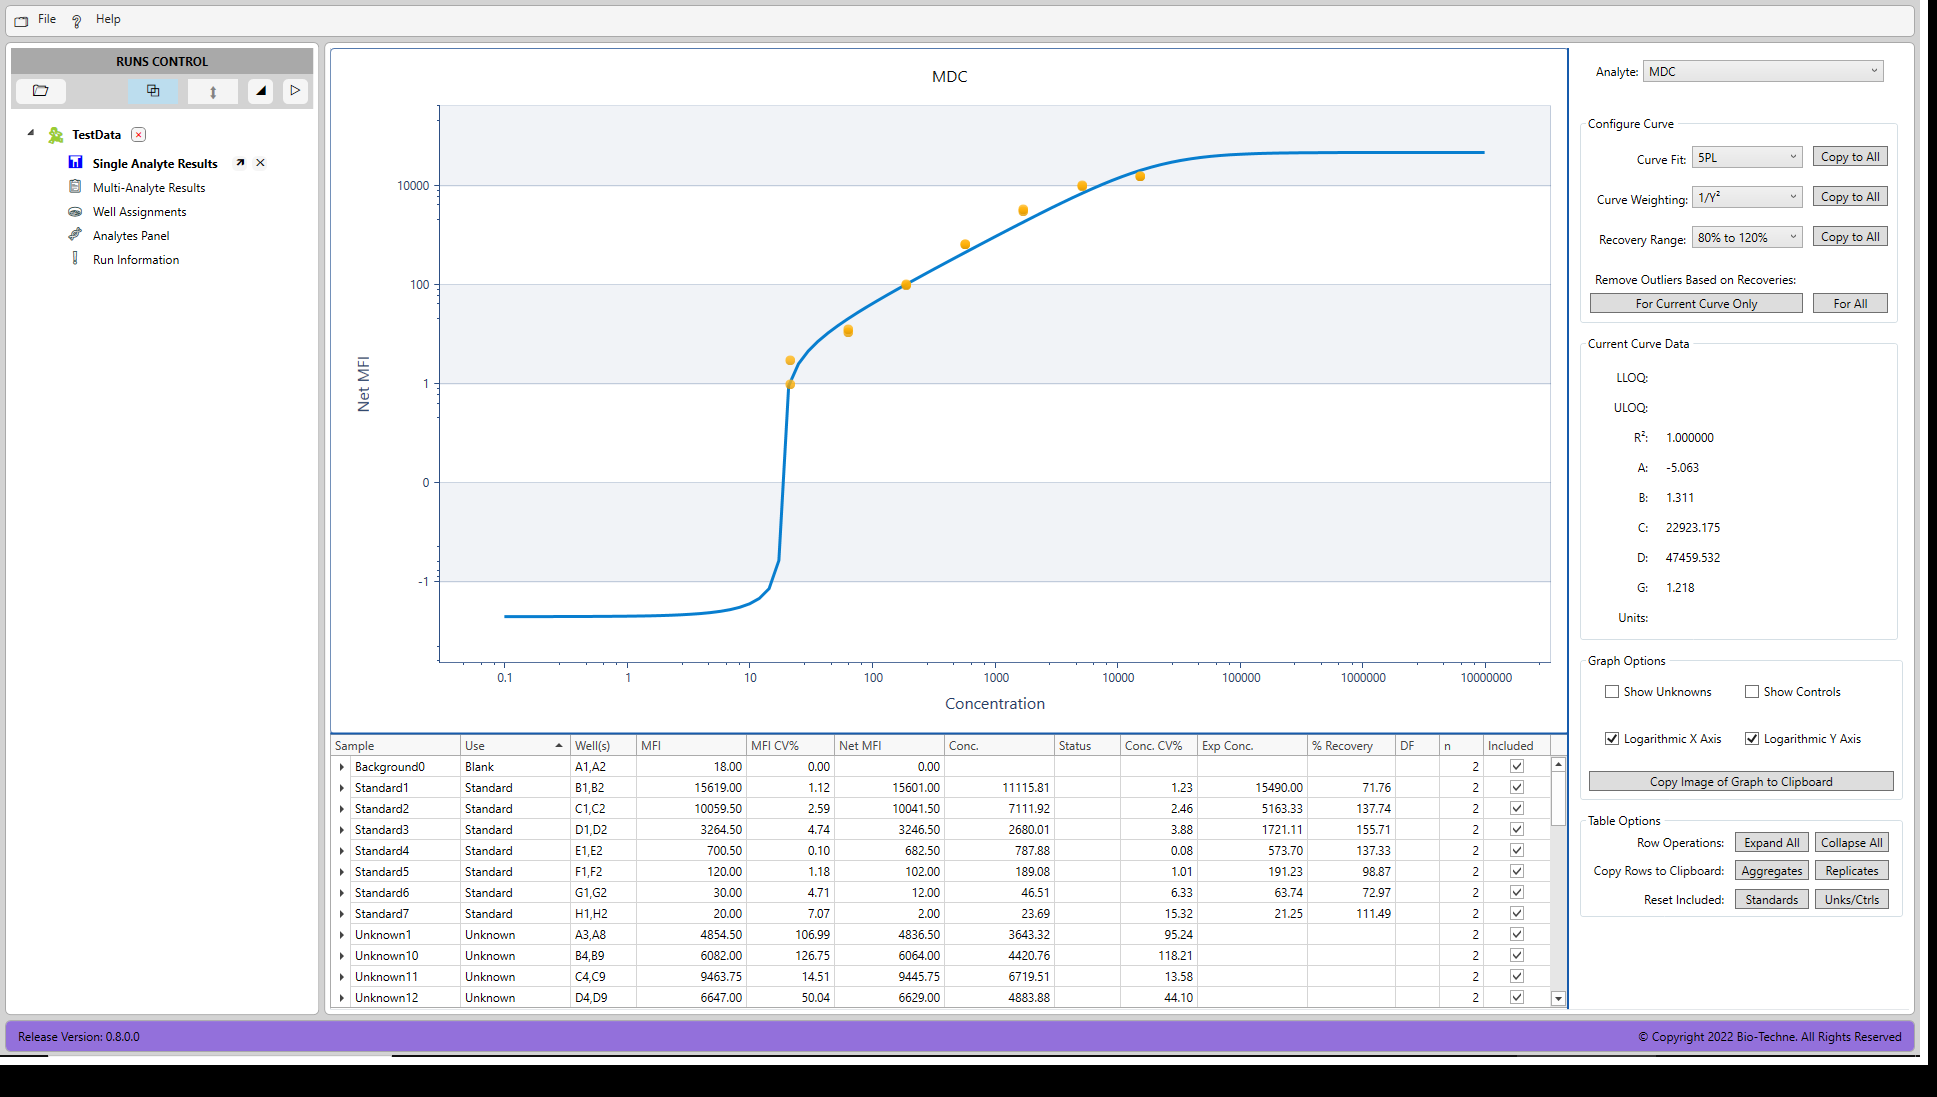 File Help
RUNS CONTROL
TestData
Single Analyte Results
Multi-Analyte Results
Well Assignments
Analytes Panel
Run Information
MDC
Net MFI
10000
100
1
0
-1
0.1 1 10 100 1000 10000 100000 1000000 10000000
Concentration
Sample Use Well(s) MFI MFI CV% Net MFI Conc. Status Conc. CV% Exp Conc. % Recovery DF n Included
Background0 Blank A1,A2 18.00 0.00 0.00 2
Standard1 Standard B1,B2 15619.00 1.12 15601.00 11115.81 1.23 15490.00 71.76 2
Standard2 Standard C1,C2 10059.50 2.59 10041.50 7111.92 2.46 5163.33 137.74 2
Standard3 Standard D1,D2 3264.50 4.74 3246.50 2680.01 3.88 1721.11 155.71 2
Standard4 Standard E1,E2 700.50 0.10 682.50 787.88 0.08 573.70 137.33 2
Standard5 Standard F1,F2 120.00 1.18 102.00 189.08 1.01 191.23 98.87 2
Standard6 Standard G1,G2 30.00 4.71 12.00 46.51 6.33 63.74 72.97 2
Standard7 Standard H1,H2 20.00 7.07 2.00 23.69 15.32 21.25 111.49 2
Unknown1 Unknown A3,A8 4854.50 106.99 4836.50 3643.32 95.24 2
Unknown10 Unknown B4,B9 6082.00 126.75 6064.00 4420.76 118.21 2
Unknown11 Unknown C4,C9 9463.75 14.51 9445.75 6719.51 13.58 2
Unknown12 Unknown D4,D9 6647.00 50.04 6629.00 4883.88 44.10 2
Analyte: MDC
Configure Curve
Curve Fit: 5PL Copy to All
Curve Weighting: 1/Y² Copy to All
Recovery Range: 80% to 120% Copy to All
Remove Outliers Based on Recoveries:
For Current Curve Only For All
Current Curve Data
LLOQ:
ULOQ:
R²: 1.000000
A: -5.063
B: 1.311
C: 22923.175
D: 47459.532
G: 1.218
Units:
Graph Options
Show Unknowns Show Controls
Logarithmic X Axis Logarithmic Y Axis
Copy Image of Graph to Clipboard
Table Options
Row Operations: Expand All Collapse All
Copy Rows to Clipboard: Aggregates Replicates
Reset Included: Standards Unks/Ctrls
Release Version: 0.8.0.0 © Copyright 2022 Bio-Techne. All Rights Reserved